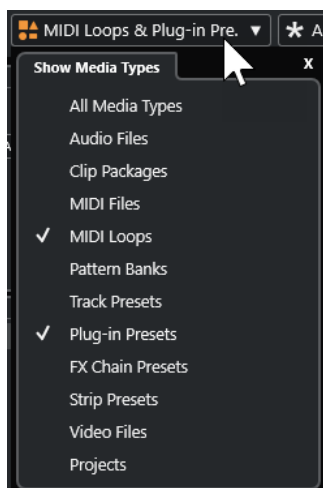 MIDI Loops & Plug-in Pre. ▼ A
Show Media Types x
All Media Types
Audio Files
Clip Packages
MIDI Files
✓ MIDI Loops
Pattern Banks
Track Presets
✓ Plug-in Presets
FX Chain Presets
Strip Presets
Video Files
Projects